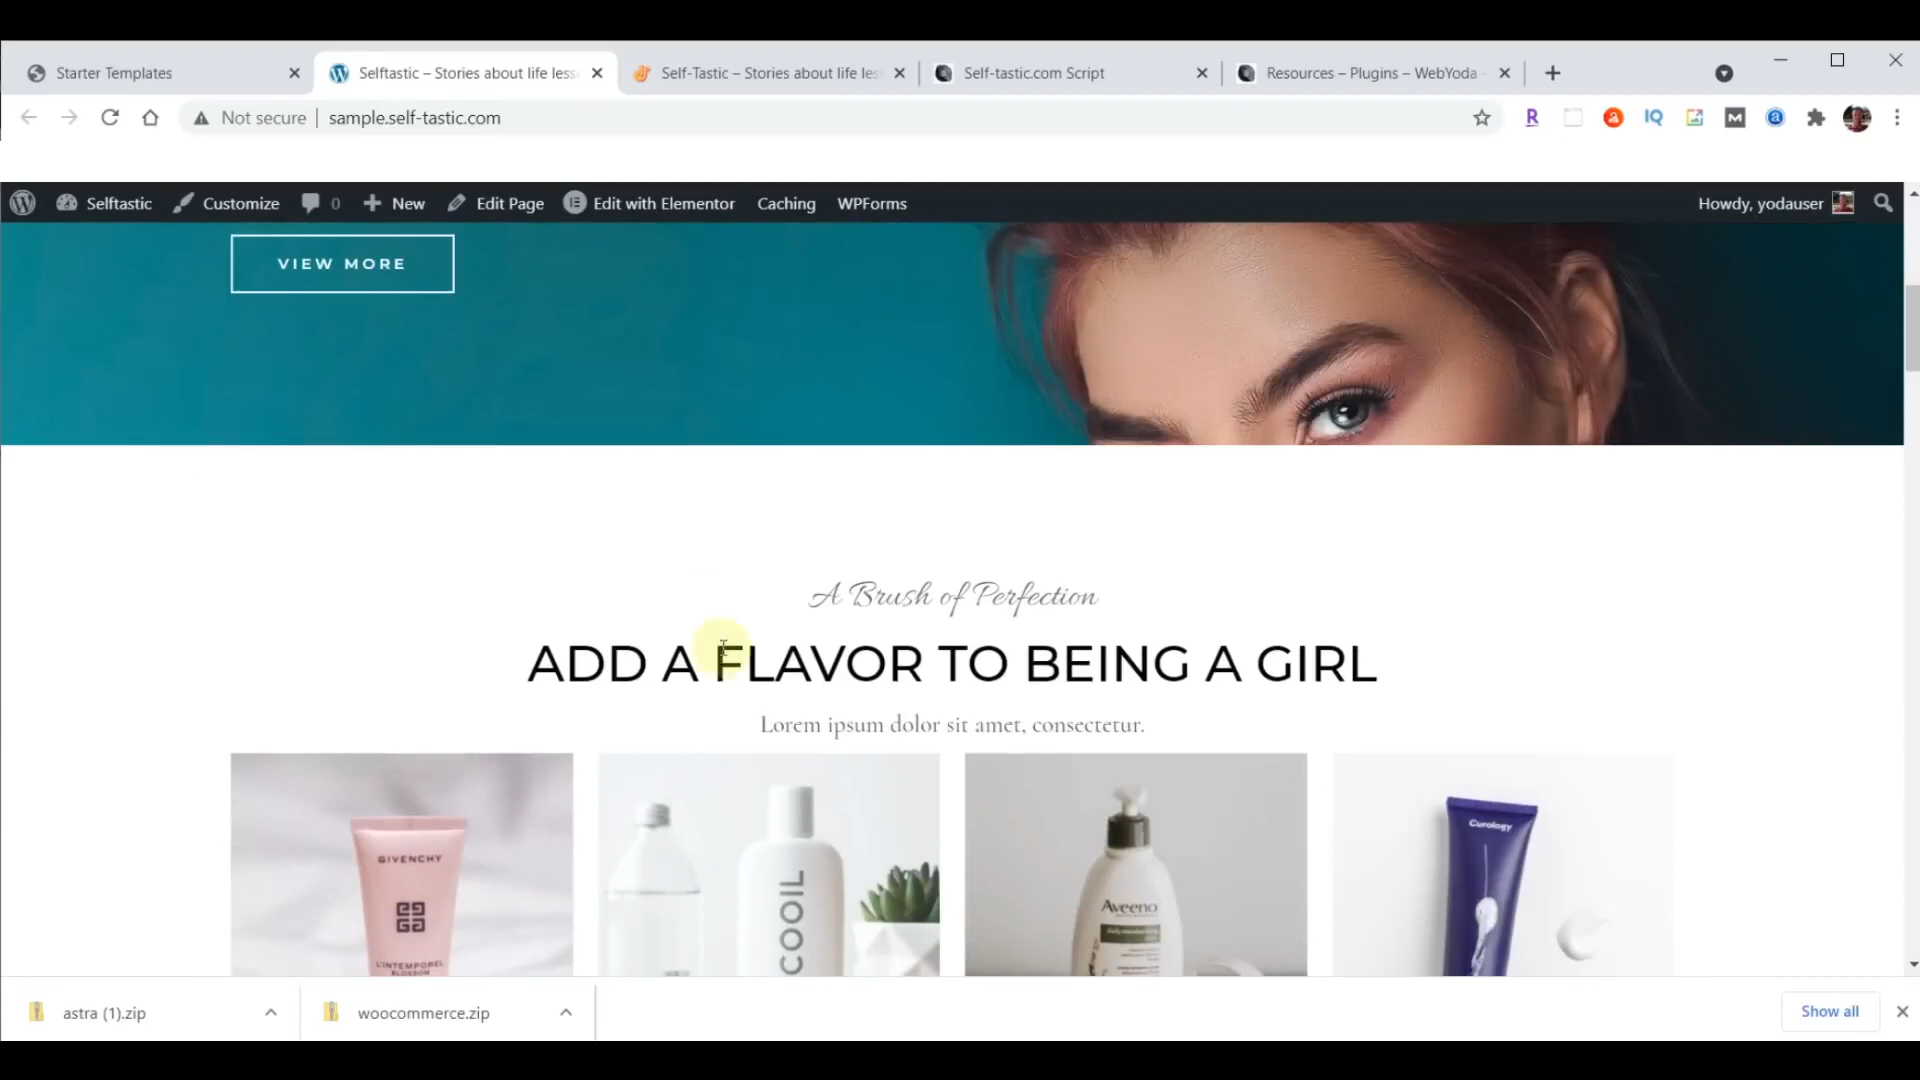 Starter Templates
Selftastic – Stories about life less
Self-Tastic – Stories about life les
Self-tastic.com Script
Resources – Plugins – WebYoda -
Not secure
sample.self-tastic.com
R
IQ
M
a
Selftastic
Customize
0
New
Edit Page
Edit with Elementor
Caching
WPForms
Howdy, yodauser
VIEW MORE
A Brush of Perfection
ADD A FLAVOR TO BEING A GIRL
Lorem ipsum dolor sit amet, consectetur.
GIVENCHY
L'INTEMPOREL
BLOSSOM
COOIL
Aveeno
Curology
astra (1).zip
woocommerce.zip
Show all